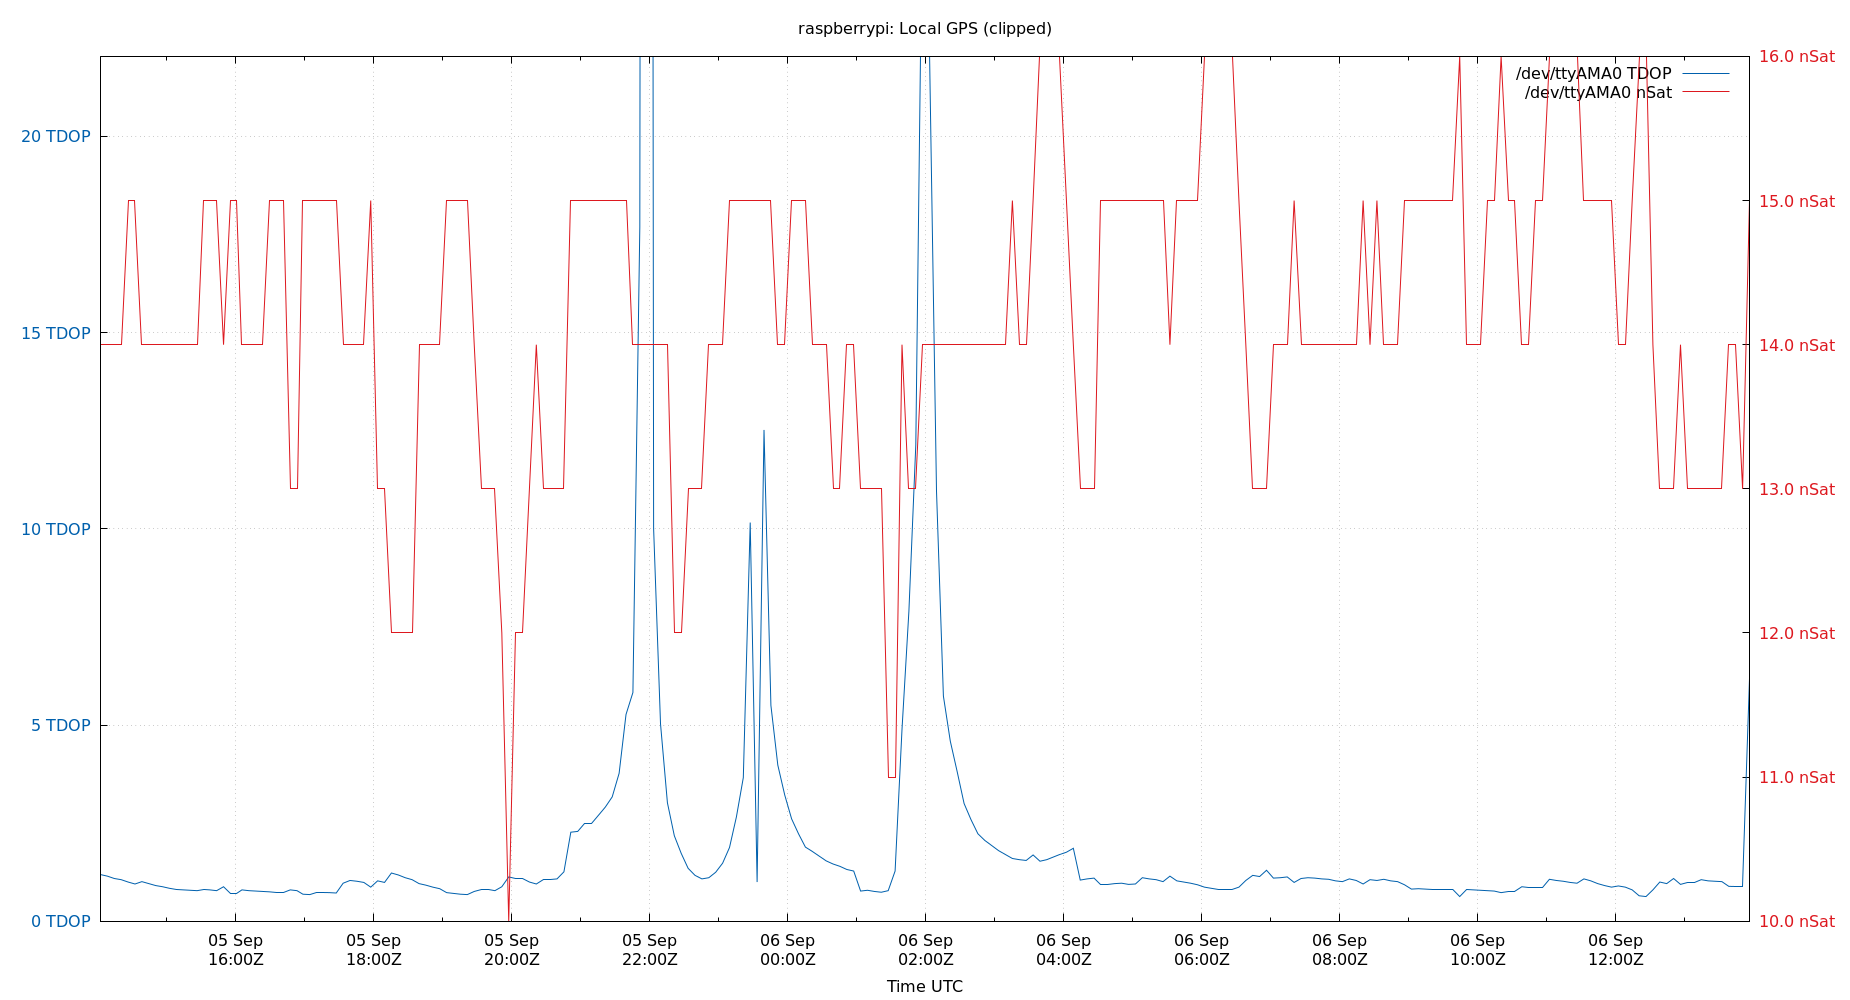 raspberrypi: Local GPS (clipped)
/dev/ttyAMA0 TDOP
/dev/ttyAMA0 nSat
20 TDOP
15 TDOP
10 TDOP
5 TDOP
0 TDOP
16.0 nSat
15.0 nSat
14.0 nSat
13.0 nSat
12.0 nSat
11.0 nSat
10.0 nSat
05 Sep
16:00Z
05 Sep
18:00Z
05 Sep
20:00Z
05 Sep
22:00Z
06 Sep
00:00Z
06 Sep
02:00Z
06 Sep
04:00Z
06 Sep
06:00Z
06 Sep
08:00Z
06 Sep
10:00Z
06 Sep
12:00Z
Time UTC